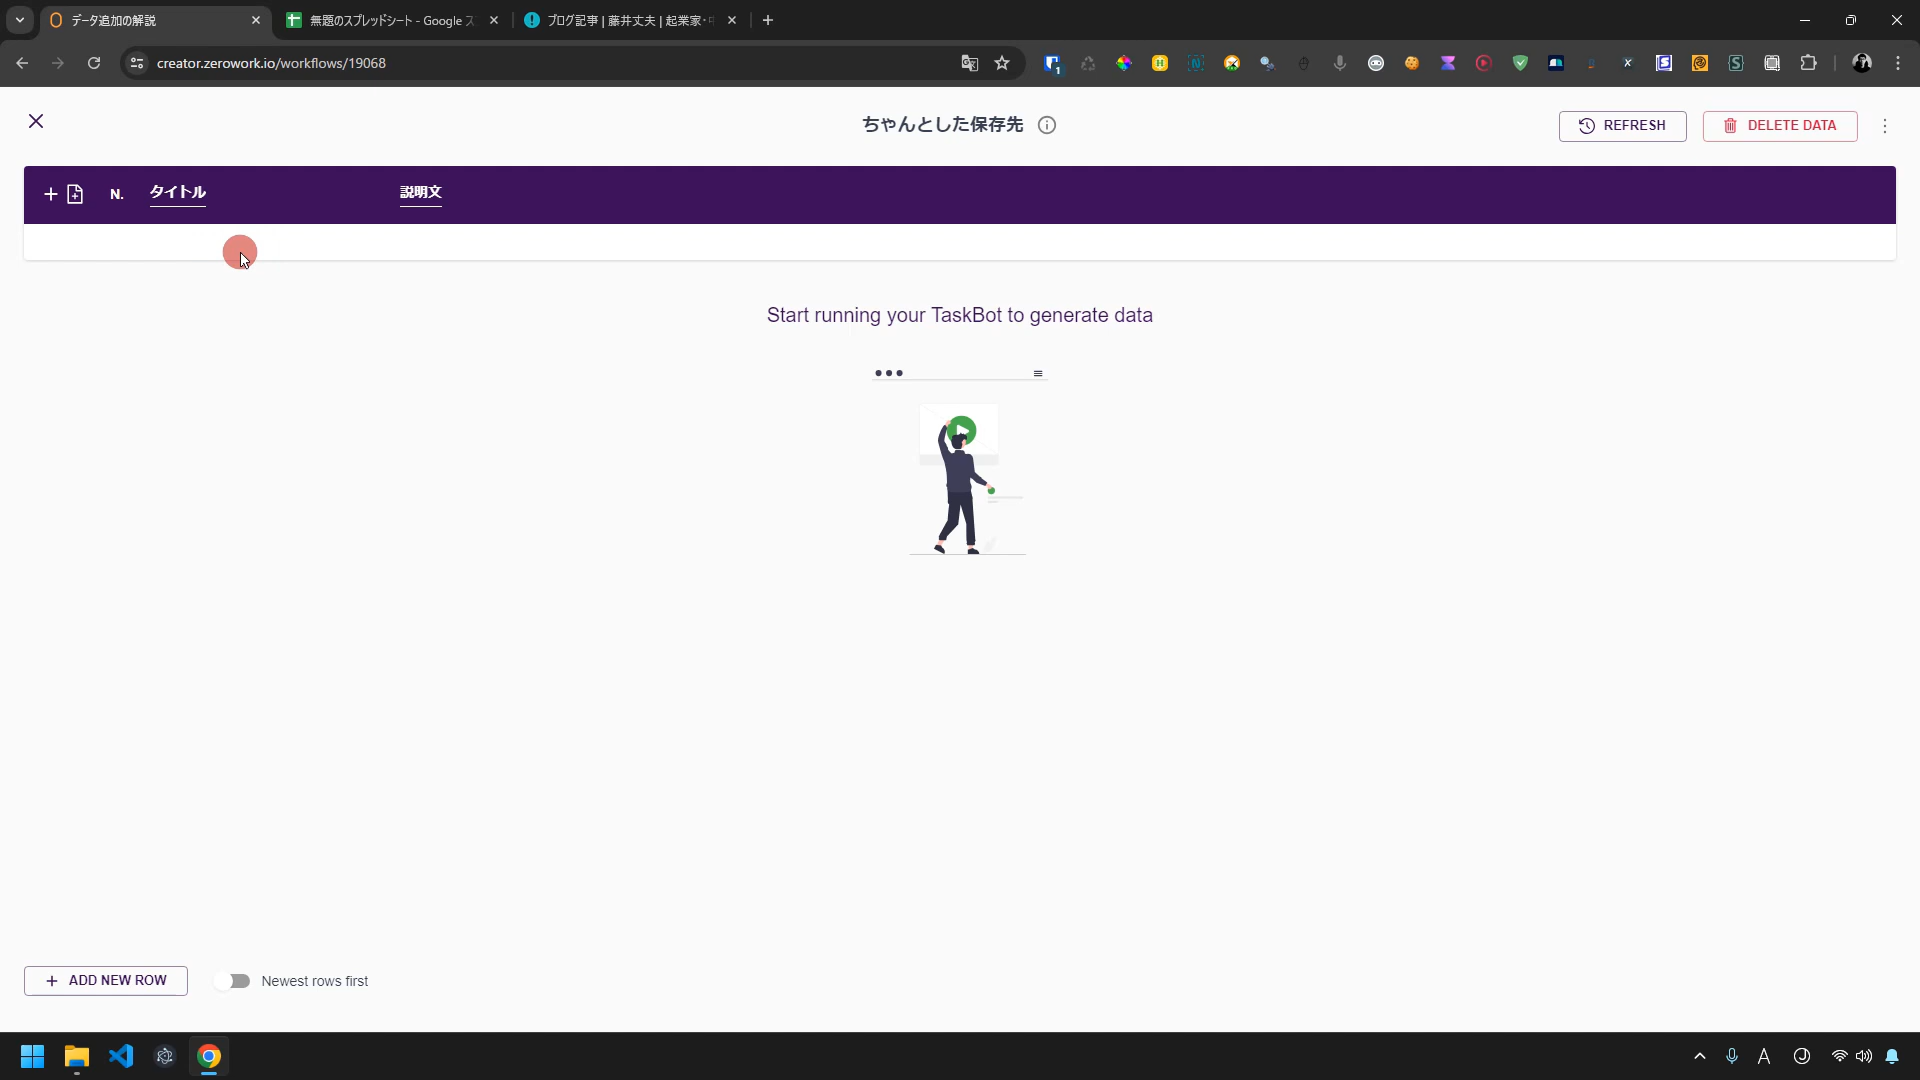 データ追加の解説
無題のスプレッドシート - Google ス
ブログ記事 | 藤井丈夫 | 起業家・
creator.zerowork.io/workflows/19068
ちゃんとした保存先
REFRESH
DELETE DATA
N.
タイトル
説明文
Start running your TaskBot to generate data
ADD NEW ROW
Newest rows first